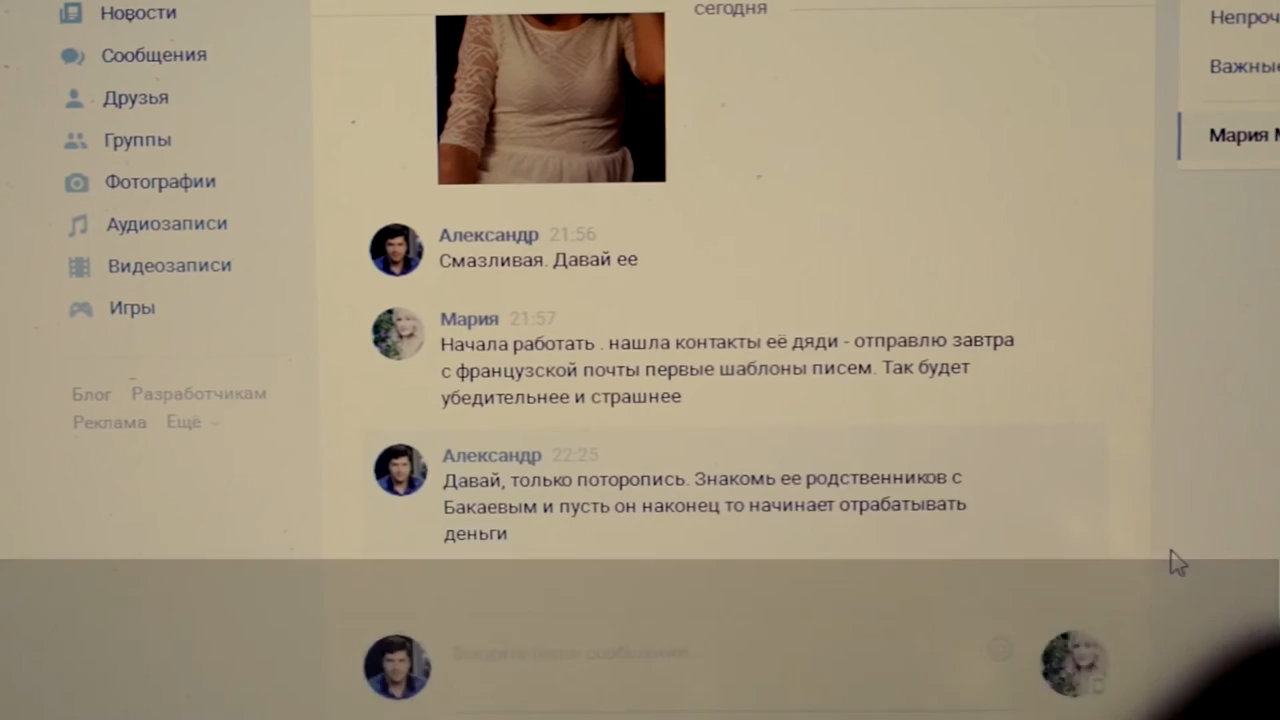 Новости
Сообщения
Друзья
Группы
Фотографии
Аудиозаписи
Видеозаписи
Игры
Блог Разработчикам
Реклама Ещё
сегодня
Александр 21:56
Смазливая. Давай ее
Мария 21:57
Начала работать . нашла контакты её дяди - отправлю завтра
с французской почты первые шаблоны писем. Так будет
убедительнее и страшнее
Александр 22:25
Давай, только поторопись. Знакомь ее родственников с
Бакаевым и пусть он наконец то начинает отрабатывать
деньги
Непроч
Важные
Мария М